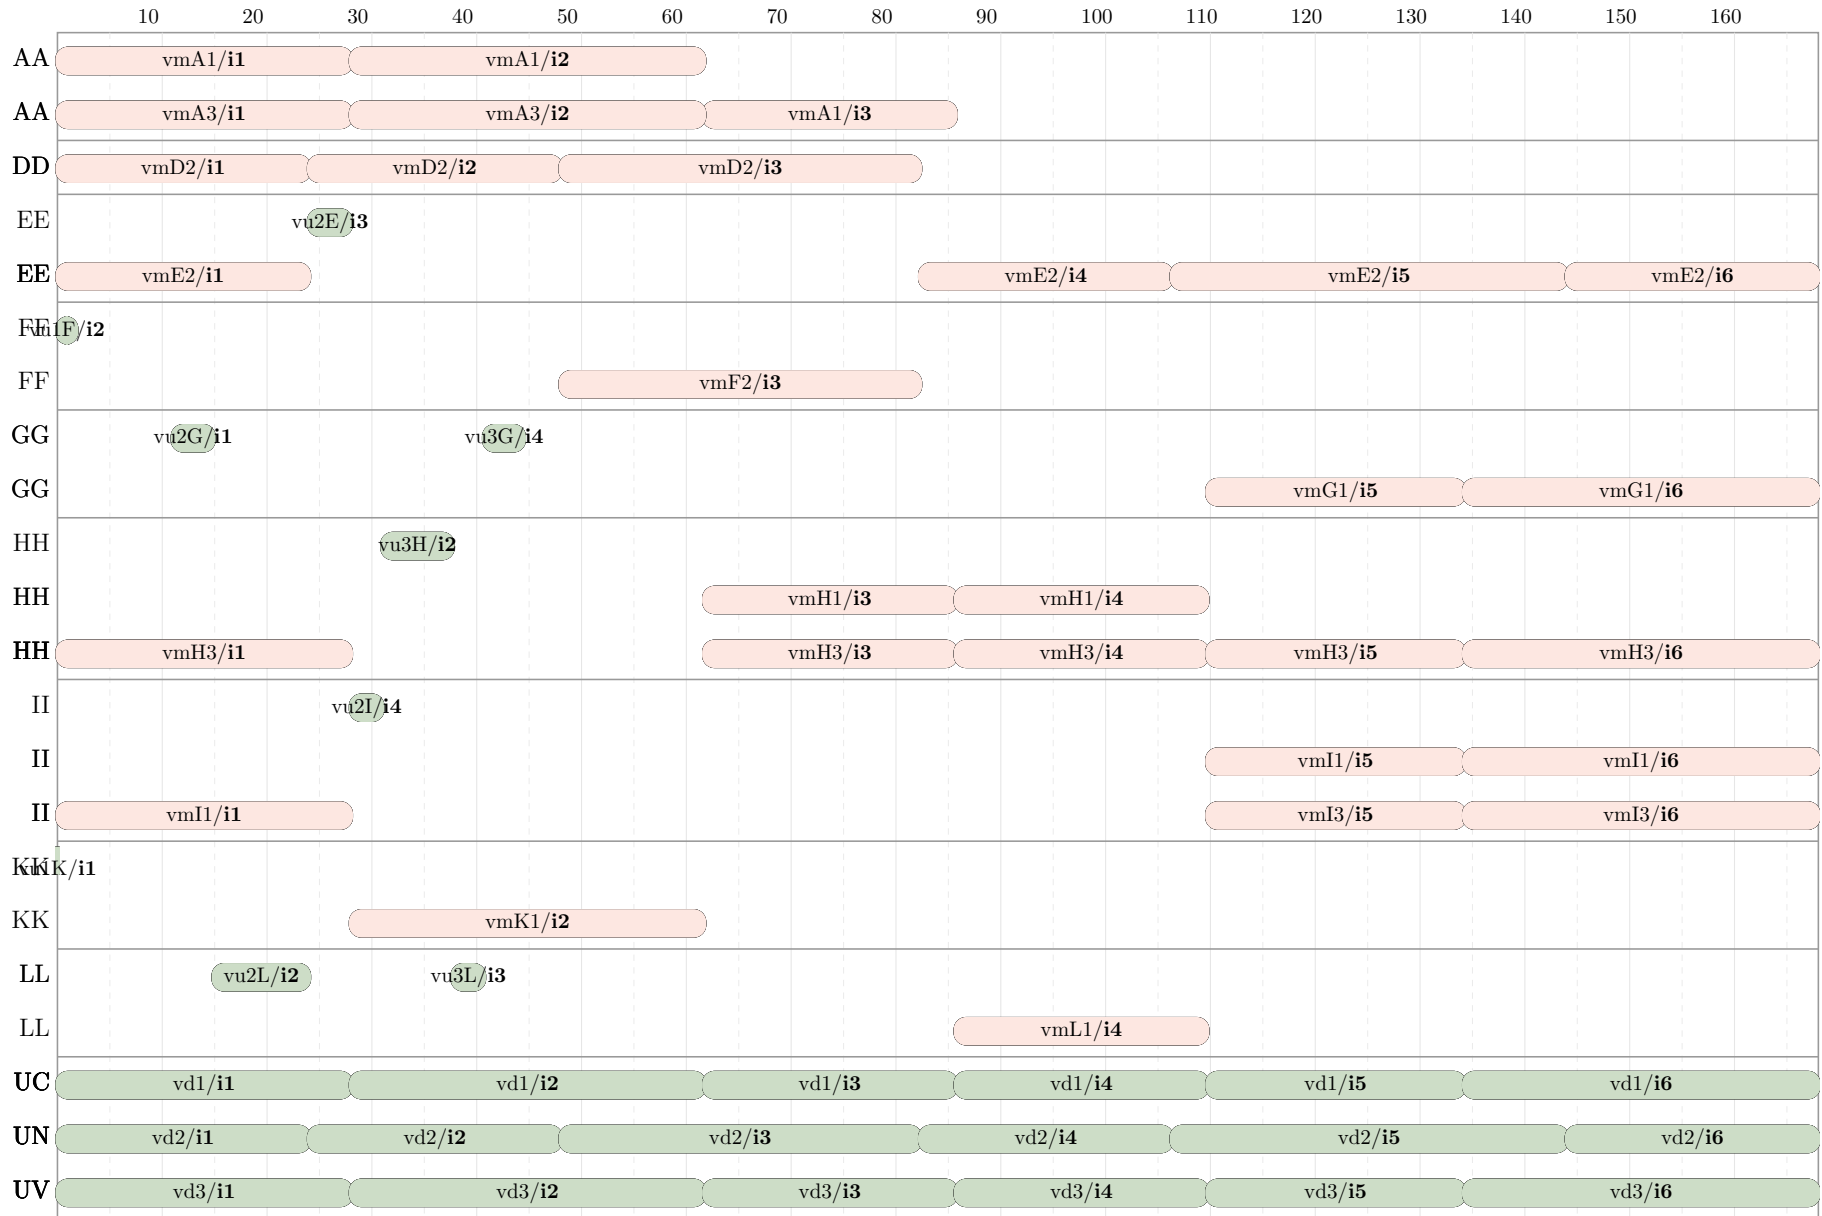 10 20 30 40 50 60 70 80 90 100 110 120 130 140 150 160
AA vmA1/i1 vmA1/i2
AA vmA3/i1 vmA3/i2 vmA1/i3
DD vmD2/i1 vmD2/i2 vmD2/i3
EE vu2E/i3
EE vmE2/i1 vmE2/i4 vmE2/i5 vmE2/i6
FF vu1F/i2
FF vmF2/i3
GG vu2G/i1 vu3G/i4
GG vmG1/i5 vmG1/i6
HH vu3H/i2
HH vmH1/i3 vmH1/i4
HH vmH3/i1 vmH3/i3 vmH3/i4 vmH3/i5 vmH3/i6
II vu2I/i4
II vmI1/i5 vmI1/i6
II vmI1/i1 vmI3/i5 vmI3/i6
KK vu1K/i1
KK vmK1/i2
LL vu2L/i2 vu3L/i3
LL vmL1/i4
UC vd1/i1 vd1/i2 vd1/i3 vd1/i4 vd1/i5 vd1/i6
UN vd2/i1 vd2/i2 vd2/i3 vd2/i4 vd2/i5 vd2/i6
UV vd3/i1 vd3/i2 vd3/i3 vd3/i4 vd3/i5 vd3/i6